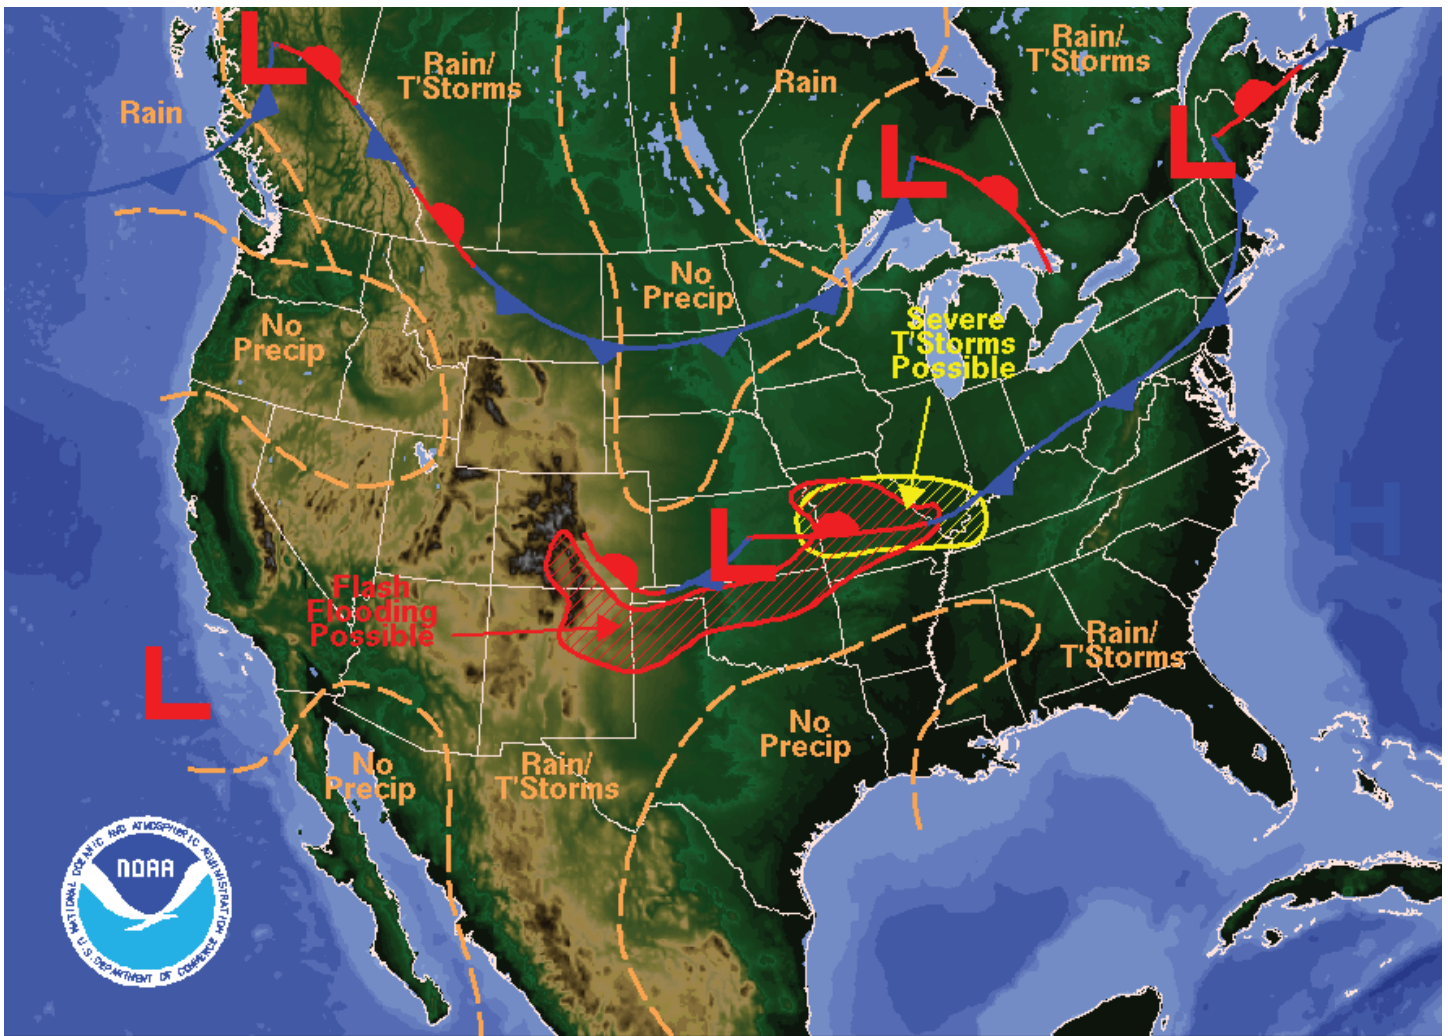 L
Rain/
T'Storms
Rain
Rain
Rain/
T'Storms
L
L
No
Precip
No
Precip
Severe
T'Storms
Possible
H
L
Flash
Flooding
Possible
L
Rain/
T'Storms
No
Precip
No
Precip
Rain/
T'Storms
NATIONAL OCEANIC AND ATMOSPHERIC ADMINISTRATION
NOAA
U.S. DEPARTMENT OF COMMERCE